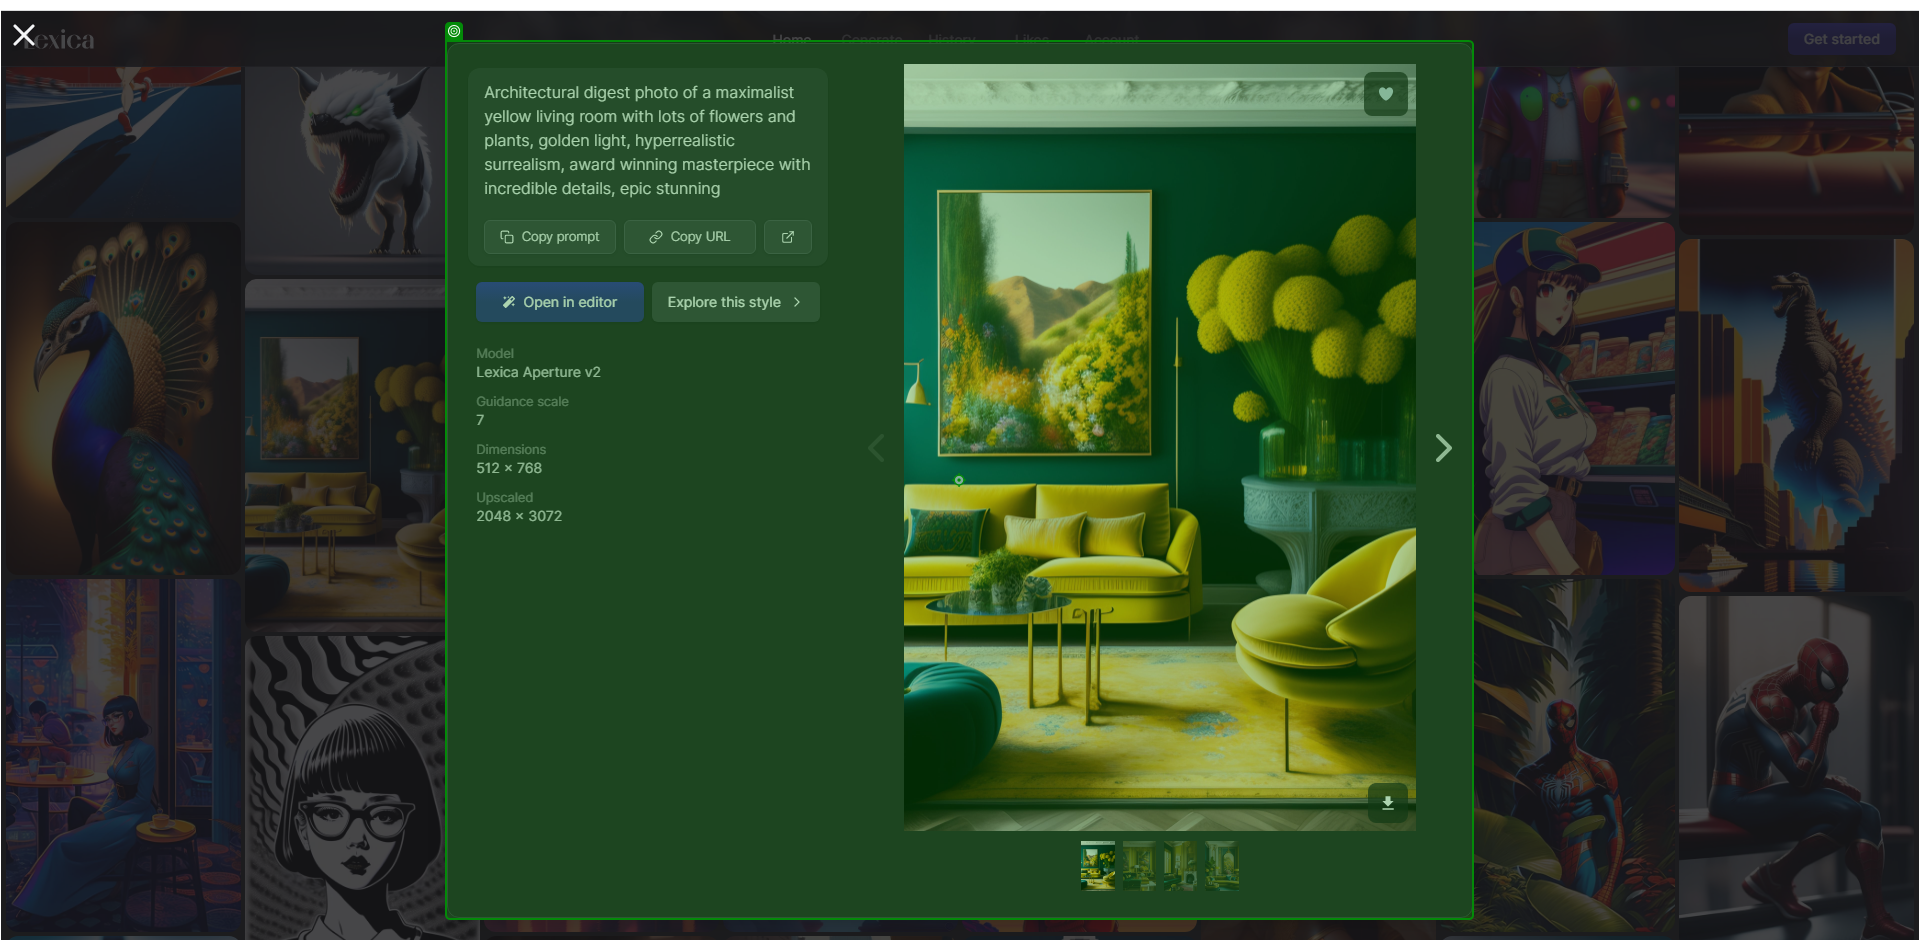 Lexica
Home Generate History Likes Account
Get started
Architectural digest photo of a maximalist
yellow living room with lots of flowers and
plants, golden light, hyperrealistic
surrealism, award winning masterpiece with
incredible details, epic stunning
Copy prompt
Copy URL
Open in editor
Explore this style
Model
Lexica Aperture v2
Guidance scale
7
Dimensions
512 × 768
Upscaled
2048 × 3072